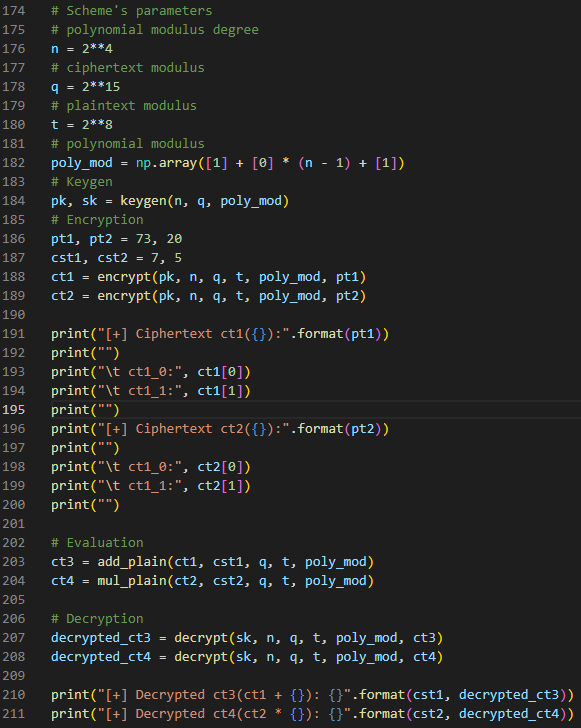 174 # Scheme's parameters
175 # polynomial modulus degree
176 n = 2**4
177 # ciphertext modulus
178 q = 2**15
179 # plaintext modulus
180 t = 2**8
181 # polynomial modulus
182 poly_mod = np.array([1] + [0] * (n - 1) + [1])
183 # Keygen
184 pk, sk = keygen(n, q, poly_mod)
185 # Encryption
186 pt1, pt2 = 73, 20
187 cst1, cst2 = 7, 5
188 ct1 = encrypt(pk, n, q, t, poly_mod, pt1)
189 ct2 = encrypt(pk, n, q, t, poly_mod, pt2)
190
191 print("[+] Ciphertext ct1({}):".format(pt1))
192 print("")
193 print("\t ct1_0:", ct1[0])
194 print("\t ct1_1:", ct1[1])
195 print("")
196 print("[+] Ciphertext ct2({}):".format(pt2))
197 print("")
198 print("\t ct1_0:", ct2[0])
199 print("\t ct1_1:", ct2[1])
200 print("")
201
202 # Evaluation
203 ct3 = add_plain(ct1, cst1, q, t, poly_mod)
204 ct4 = mul_plain(ct2, cst2, q, t, poly_mod)
205
206 # Decryption
207 decrypted_ct3 = decrypt(sk, n, q, t, poly_mod, ct3)
208 decrypted_ct4 = decrypt(sk, n, q, t, poly_mod, ct4)
209
210 print("[+] Decrypted ct3(ct1 + {}): {}".format(cst1, decrypted_ct3))
211 print("[+] Decrypted ct4(ct2 * {}): {}".format(cst2, decrypted_ct4))